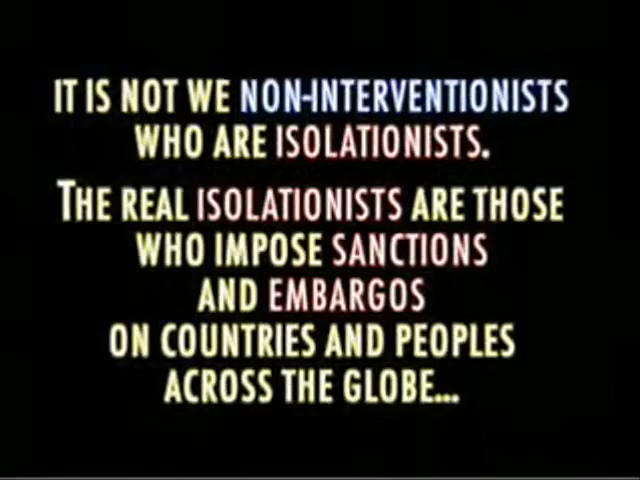 IT IS NOT WE NON-INTERVENTIONISTS
WHO ARE ISOLATIONISTS.
THE REAL ISOLATIONISTS ARE THOSE
WHO IMPOSE SANCTIONS
AND EMBARGOS
ON COUNTRIES AND PEOPLES
ACROSS THE GLOBE...